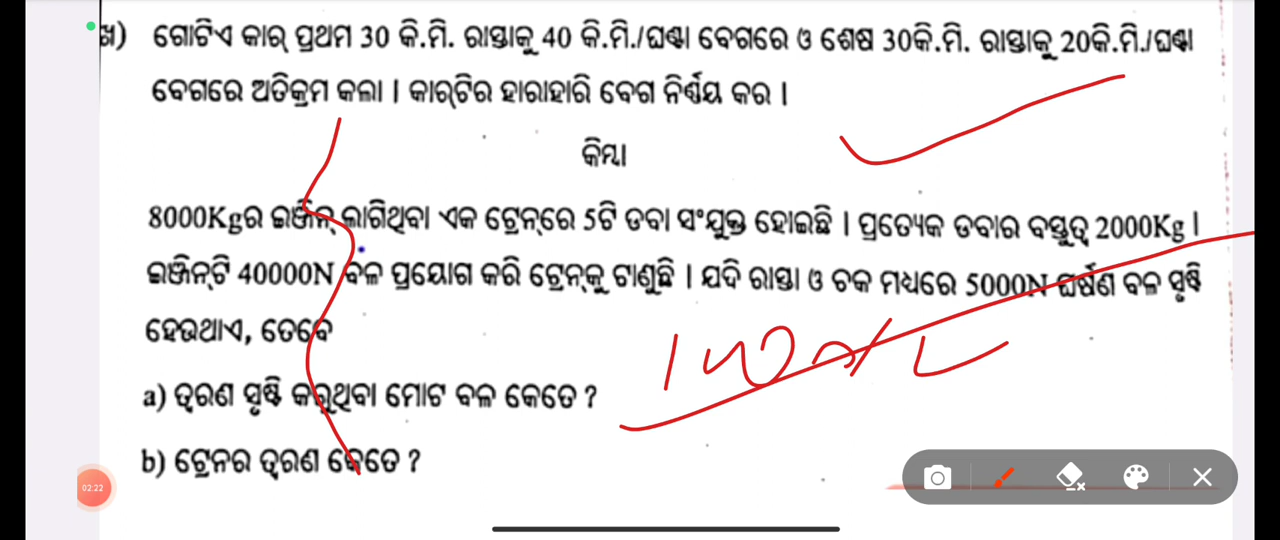 ଖ) ଗୋଟିଏ କାର୍ ପ୍ରଥମ 30 କି.ମି. ରାସ୍ତାକୁ 40 କି.ମି./ଘଣ୍ଟା ବେଗରେ ଓ ଶେଷ 30କି.ମି. ରାସ୍ତାକୁ 20କି.ମି./ଘଣ୍ଟା
ବେଗରେ ଅତିକ୍ରମ କଲା । କାର୍‌ଟିର ହାରାହାରି ବେଗ ନିର୍ଣ୍ଣୟ କର ।
କିମ୍ବା
8000Kgର ଇଞ୍ଜିନ୍ ଲାଗିଥିବା ଏକ ଟ୍ରେନ୍‌ରେ 5ଟି ଡବା ସଂଯୁକ୍ତ ହୋଇଛି । ପ୍ରତ୍ୟେକ ଡବାର ବସ୍ତୁତ୍ୱ 2000Kg ।
ଇଞ୍ଜିନ୍‌ଟି 40000N ବଳ ପ୍ରୟୋଗ କରି ଟ୍ରେନ୍‌କୁ ଟାଣୁଛି । ଯଦି ରାସ୍ତା ଓ ଚକ ମଧ୍ୟରେ 5000N ଘର୍ଷଣ ବଳ ସୃଷ୍ଟି
ହେଉଥାଏ, ତେବେ
a) ତ୍ୱରଣ ସୃଷ୍ଟି କରୁଥିବା ମୋଟ ବଳ କେତେ ?
b) ଟ୍ରେନର ତ୍ୱରଣ କେତେ ?
02:22